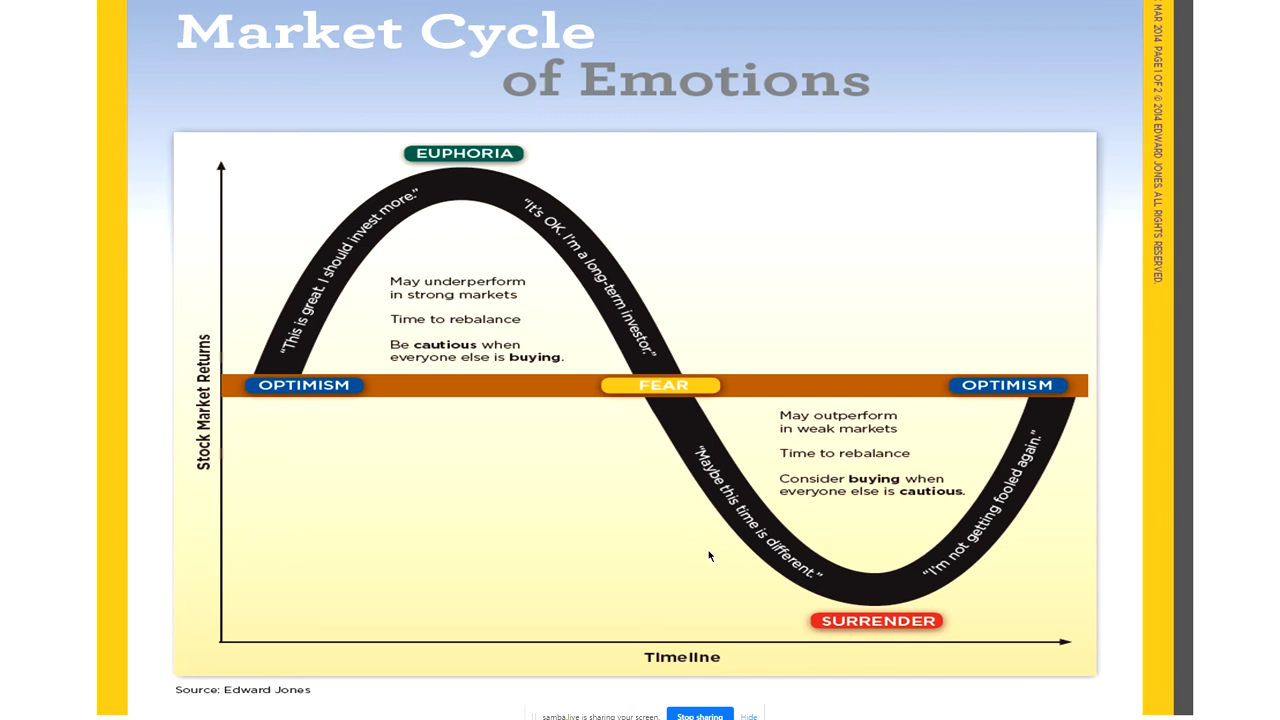 Market Cycle
of Emotions
MAR 2014 PAGE 1 OF 2 © 2014 EDWARD JONES. ALL RIGHTS RESERVED.
EUPHORIA
"This is great. I should invest more."
"It's OK. I'm a long-term investor."
May underperform
in strong markets
Time to rebalance
Be cautious when
everyone else is buying.
Stock Market Returns
OPTIMISM
FEAR
OPTIMISM
May outperform
in weak markets
Time to rebalance
Consider buying when
everyone else is cautious.
"Maybe this time is different."
"I'm not getting fooled again."
SURRENDER
Timeline
Source: Edward Jones
samba.live is sharing your screen.
Stop sharing
Hide